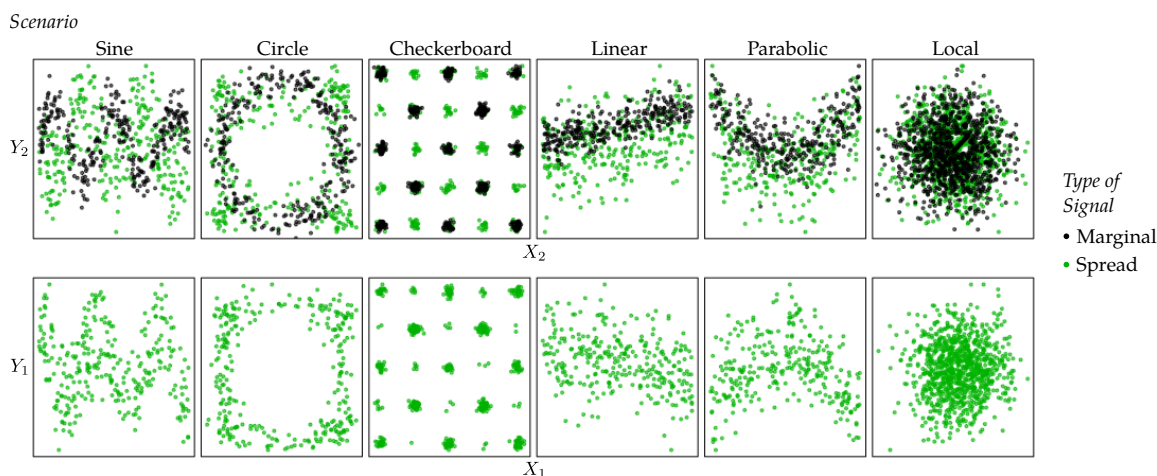 Scenario
Sine Circle Checkerboard Linear Parabolic Local
Y₂
X₂
Type of
Signal
Marginal
Spread
Y₁
X₁